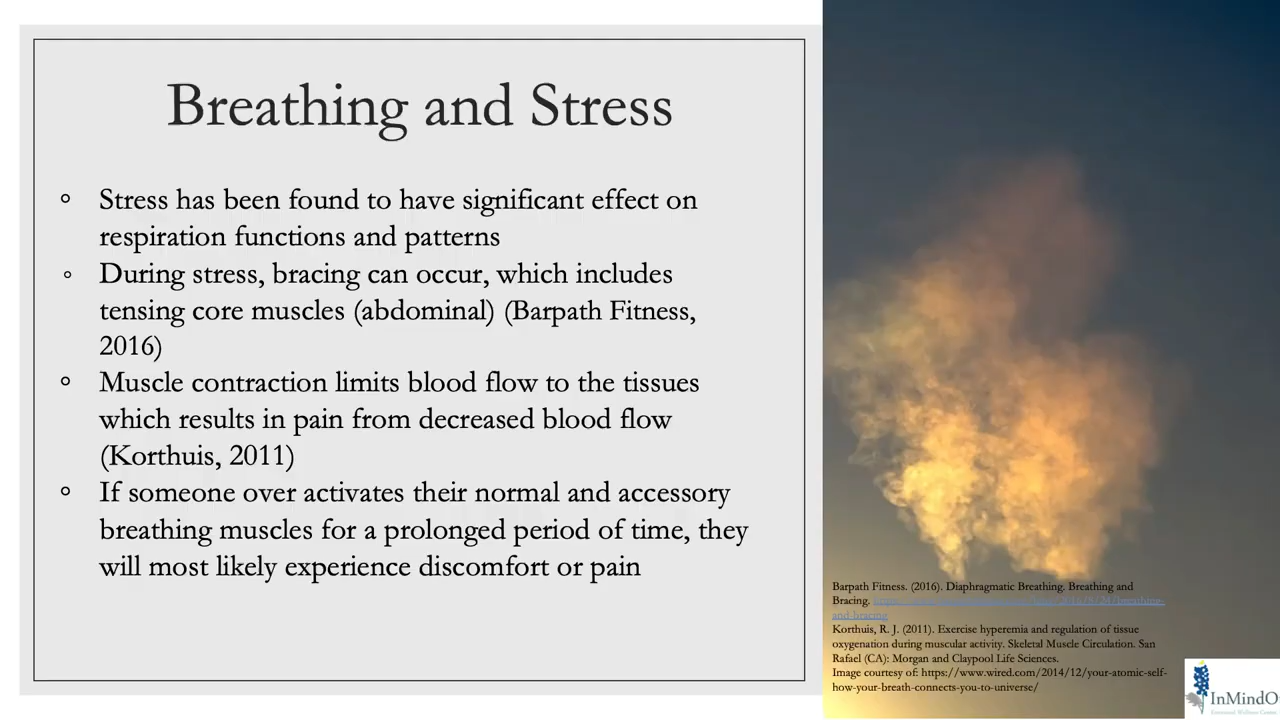 Breathing and Stress
◦ Stress has been found to have significant effect on
respiration functions and patterns
◦ During stress, bracing can occur, which includes
tensing core muscles (abdominal) (Barpath Fitness,
2016)
◦ Muscle contraction limits blood flow to the tissues
which results in pain from decreased blood flow
(Korthuis, 2011)
◦ If someone over activates their normal and accessory
breathing muscles for a prolonged period of time, they
will most likely experience discomfort or pain
Barpath Fitness. (2016). Diaphragmatic Breathing. Breathing and
Bracing.
and-bracing
Korthuis, R. J. (2011). Exercise hyperemia and regulation of tissue
oxygenation during muscular activity. Skeletal Muscle Circulation. San
Rafael (CA): Morgan and Claypool Life Sciences.
Image courtesy of: https://www.wired.com/2014/12/your-atomic-self-
how-your-breath-connects-you-to-universe/
InMindO